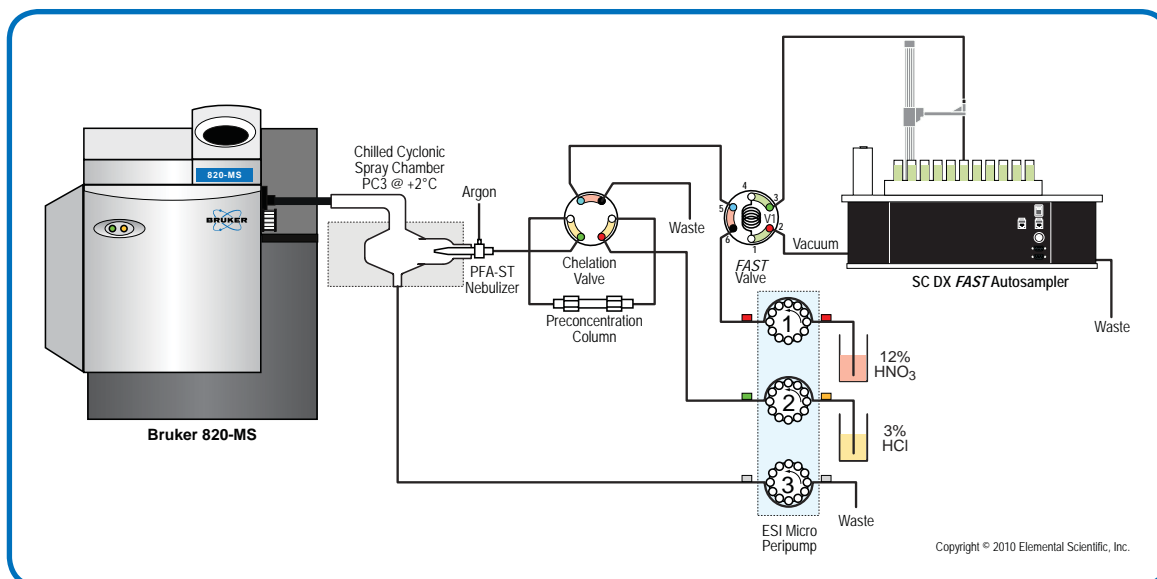 820-MS
BRUKER
Bruker 820-MS
Chilled Cyclonic
Spray Chamber
PC3 @ +2°C
Argon
PFA-ST
Nebulizer
Chelation
Valve
Preconcentration
Column
Waste
4
3
5
V1
2
6
1
FAST
Valve
Vacuum
SC DX FAST Autosampler
Waste
1
12%
HNO3
2
3%
HCl
3
Waste
ESI Micro
Peripump
Copyright © 2010 Elemental Scientific, Inc.